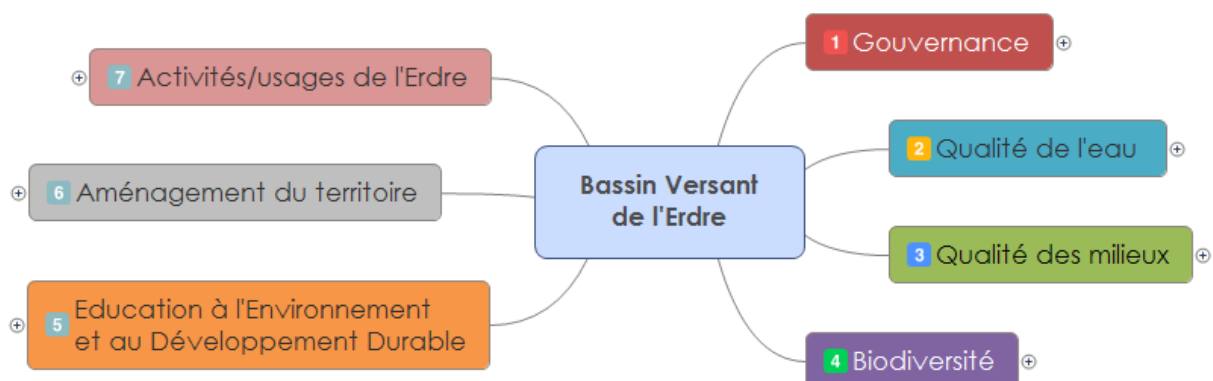 Bassin Versant
de l'Erdre
1 Gouvernance
2 Qualité de l'eau
3 Qualité des milieux
4 Biodiversité
5 Education à l'Environnement
et au Développement Durable
6 Aménagement du territoire
7 Activités/usages de l'Erdre